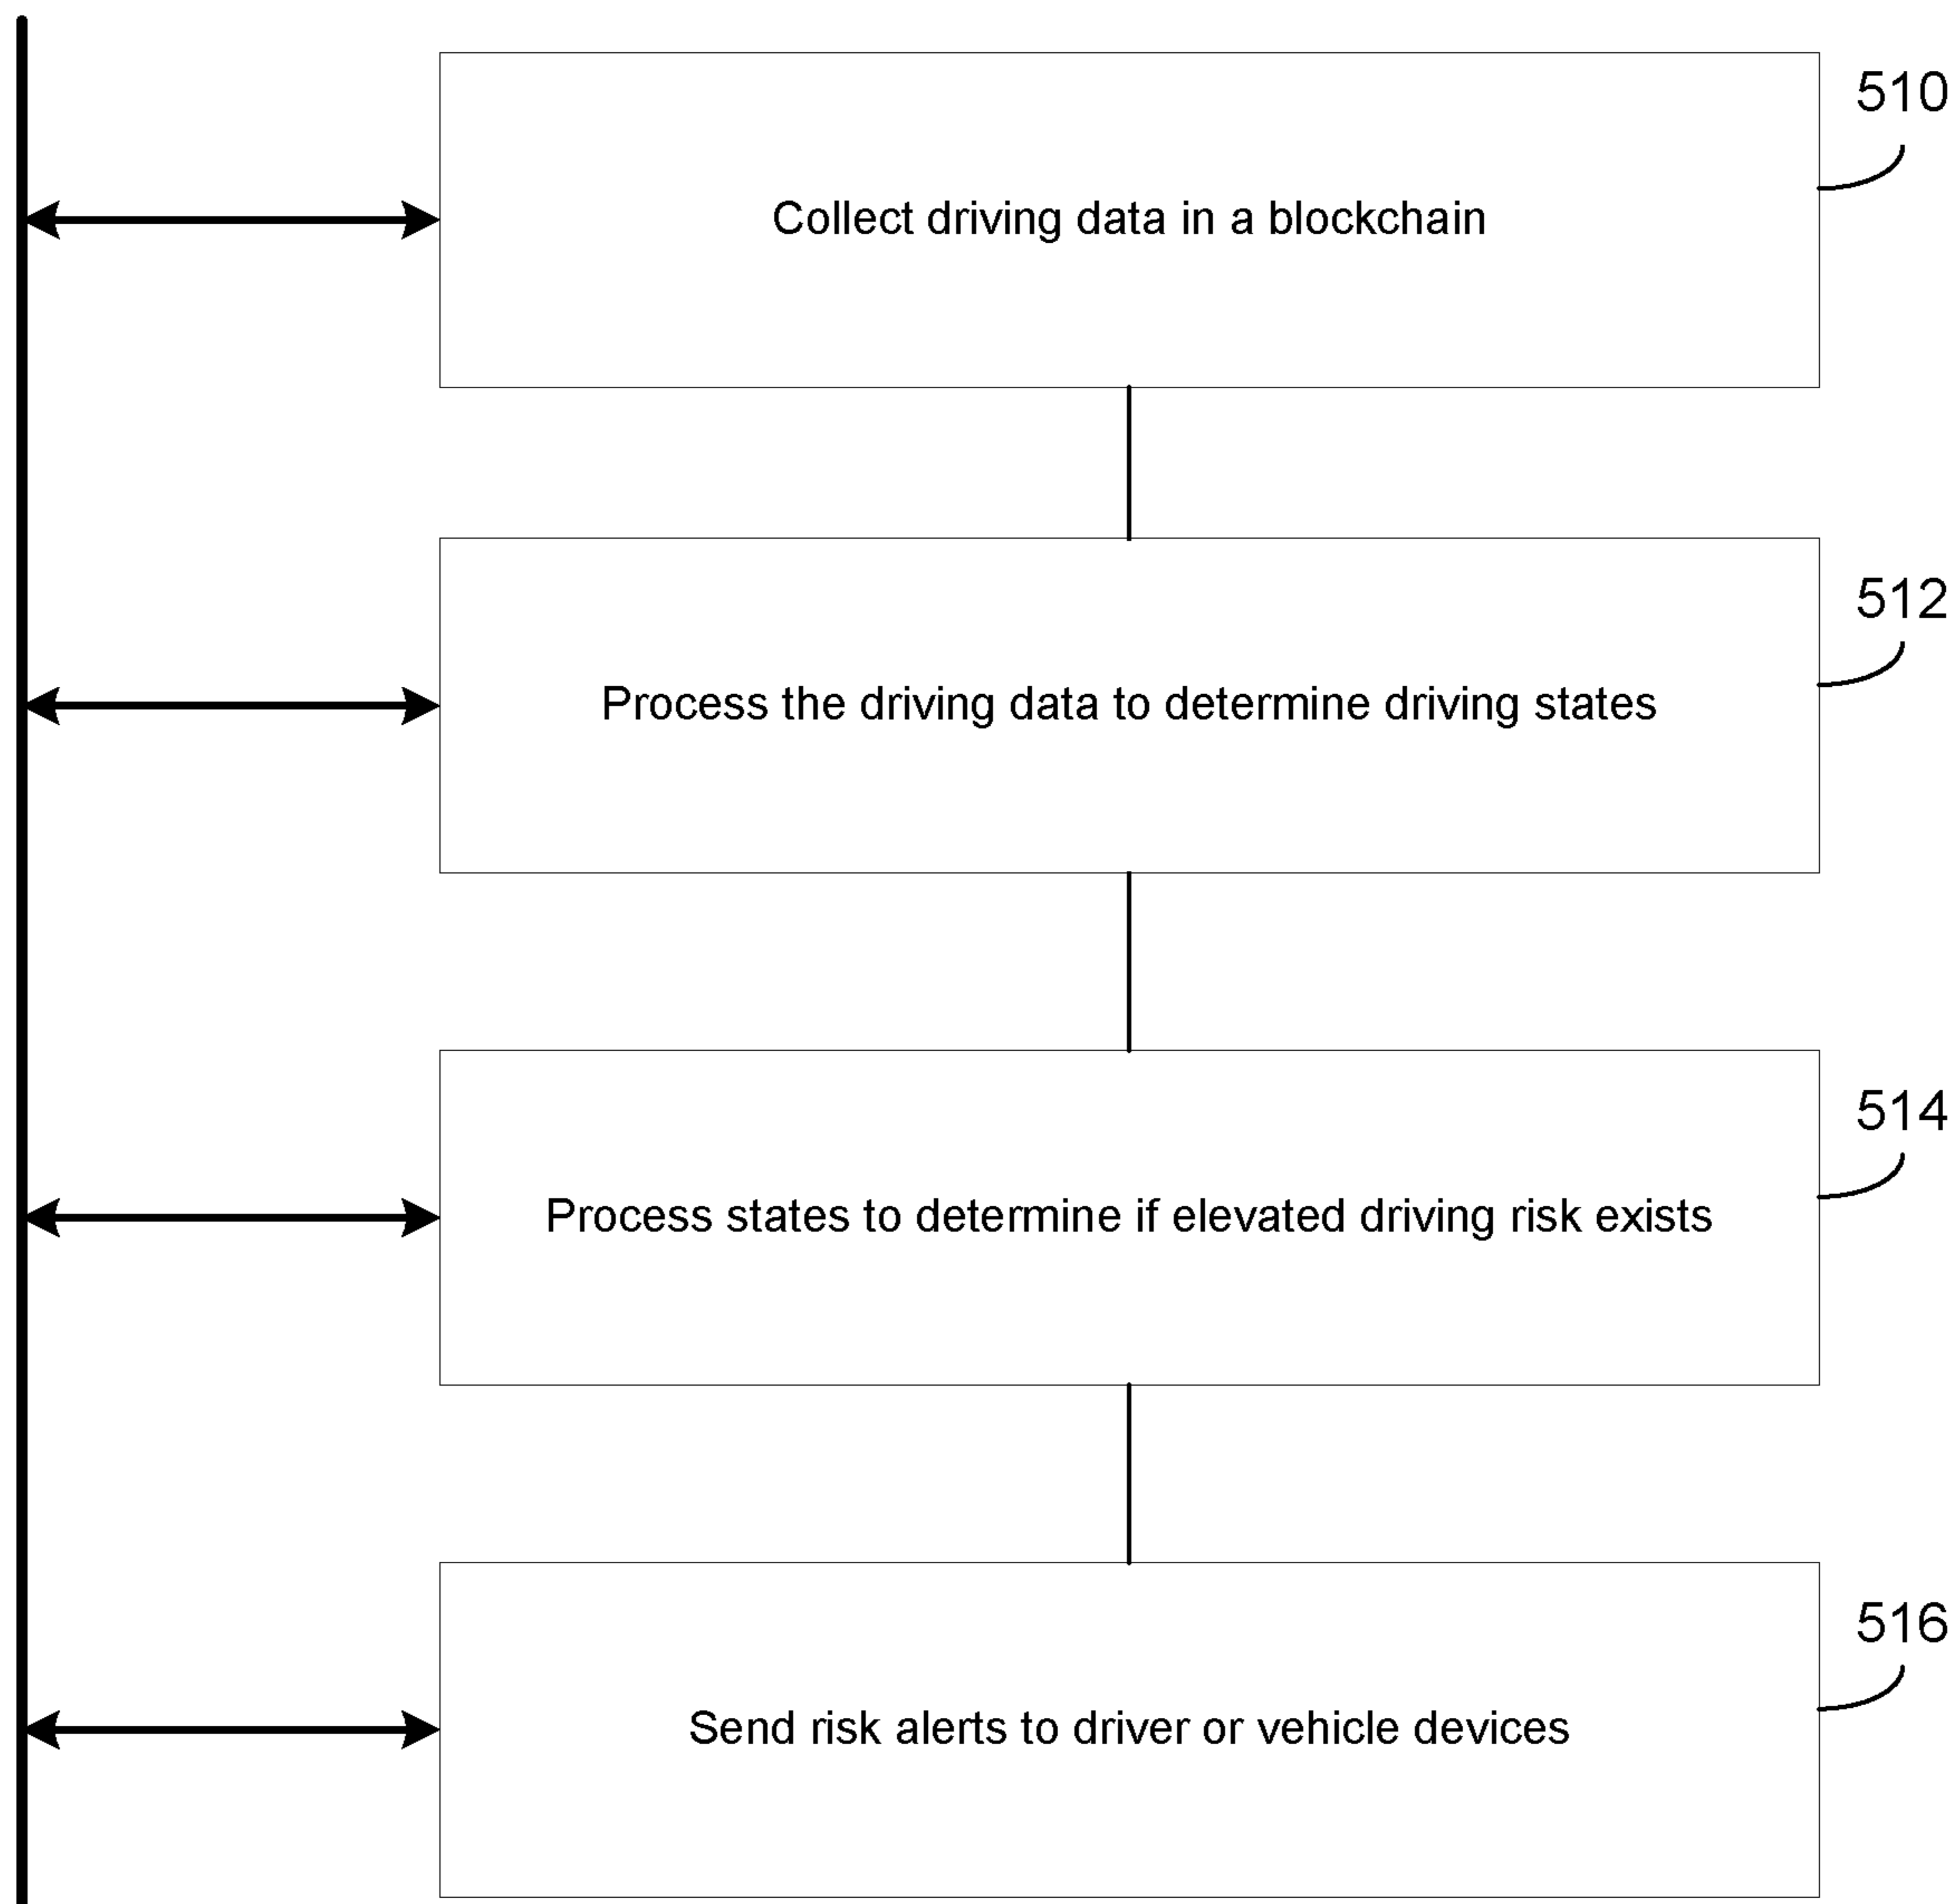 510
Collect driving data in a blockchain
512
Process the driving data to determine driving states
514
Process states to determine if elevated driving risk exists
516
Send risk alerts to driver or vehicle devices